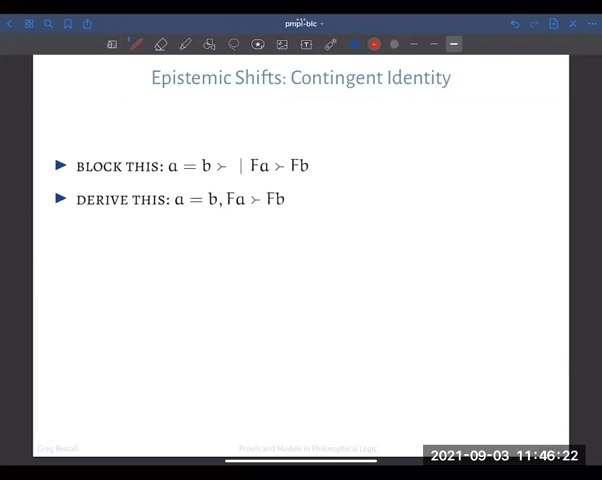 pmpl-blc
Epistemic Shifts: Contingent Identity
BLOCK THIS: a = b ≻ | Fa ≻ Fb
DERIVE THIS: a = b, Fa ≻ Fb
Greg Restall
Proofs and Models in Philosophical Logic
2021-09-03 11:46:22